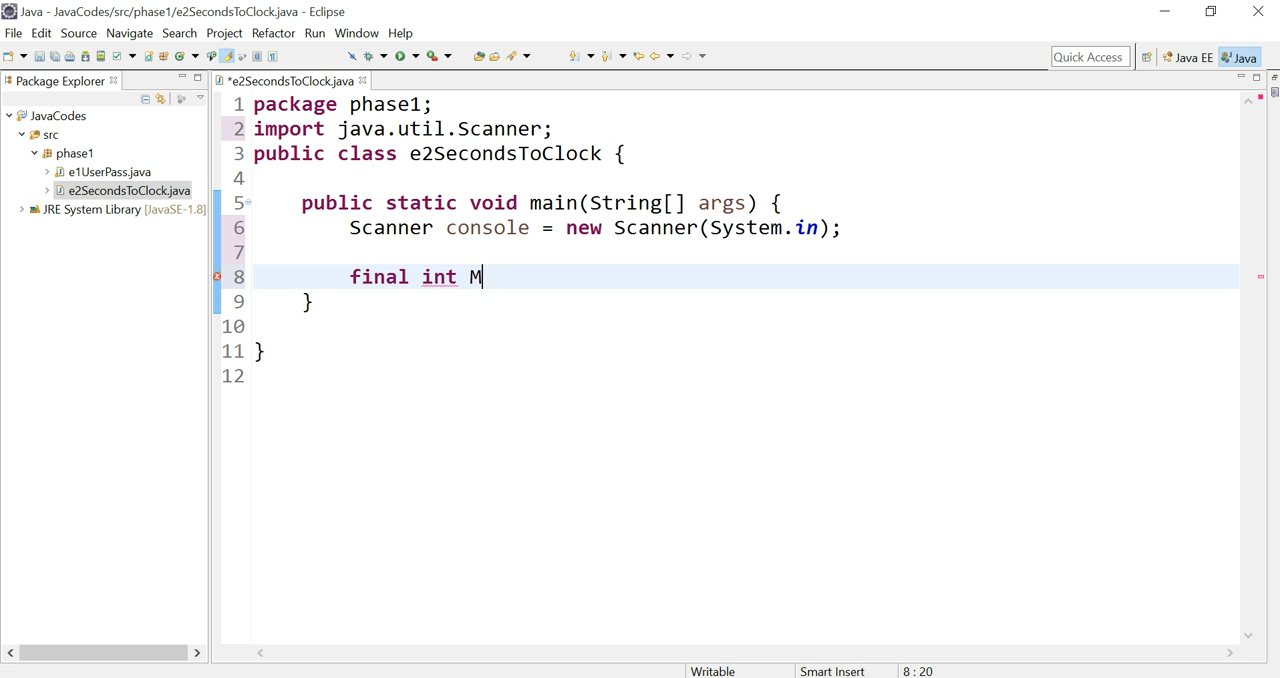 Java - JavaCodes/src/phase1/e2SecondsToClock.java - Eclipse
File Edit Source Navigate Search Project Refactor Run Window Help
Quick Access Java EE Java
Package Explorer
*e2SecondsToClock.java
JavaCodes
src
phase1
e1UserPass.java
e2SecondsToClock.java
JRE System Library [JavaSE-1.8]
1 package phase1;
2 import java.util.Scanner;
3 public class e2SecondsToClock {
4
5 public static void main(String[] args) {
6 Scanner console = new Scanner(System.in);
7
8 final int M
9 }
10
11 }
12
Writable Smart Insert 8 : 20